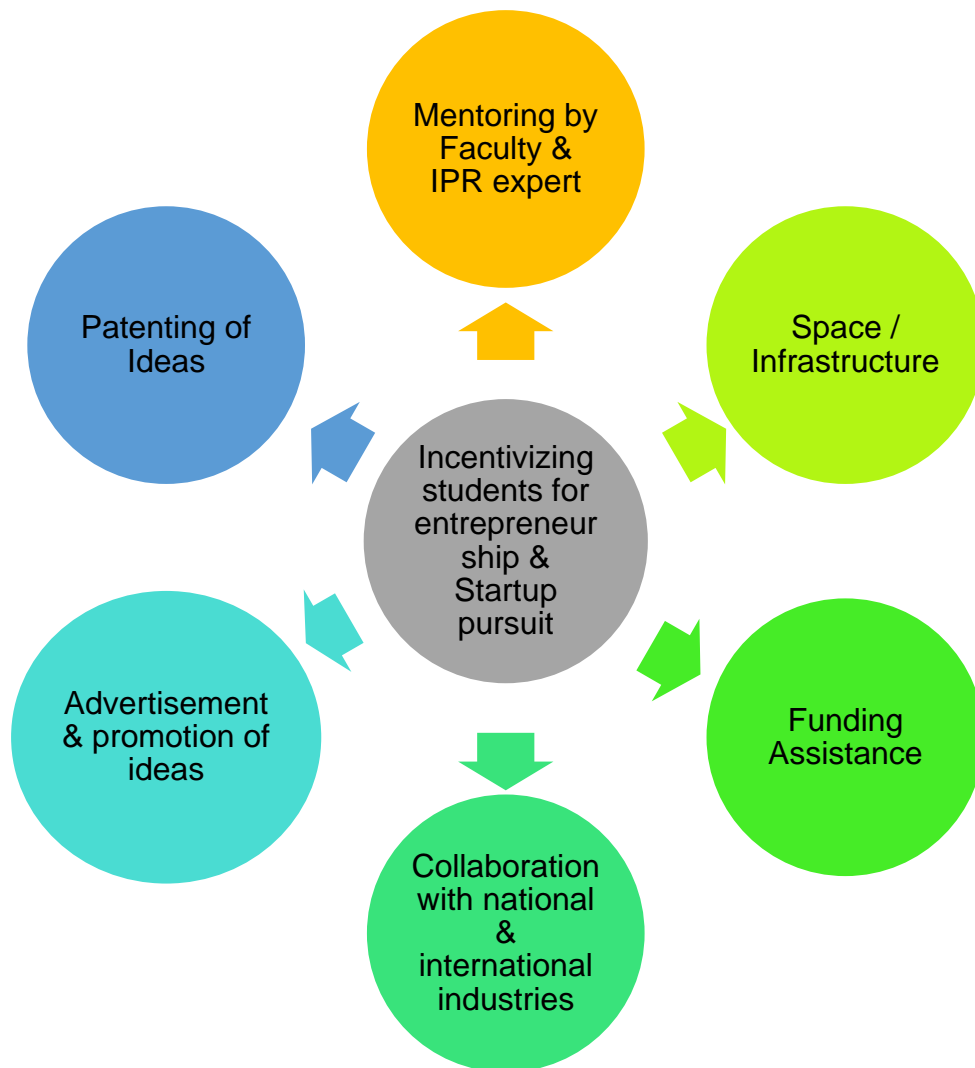 Mentoring by
Faculty &
IPR expert
Space /
Infrastructure
Funding
Assistance
Collaboration
with national
&
international
industries
Advertisement
& promotion of
ideas
Patenting of
Ideas
Incentivizing
students for
entrepreneur
ship &
Startup
pursuit